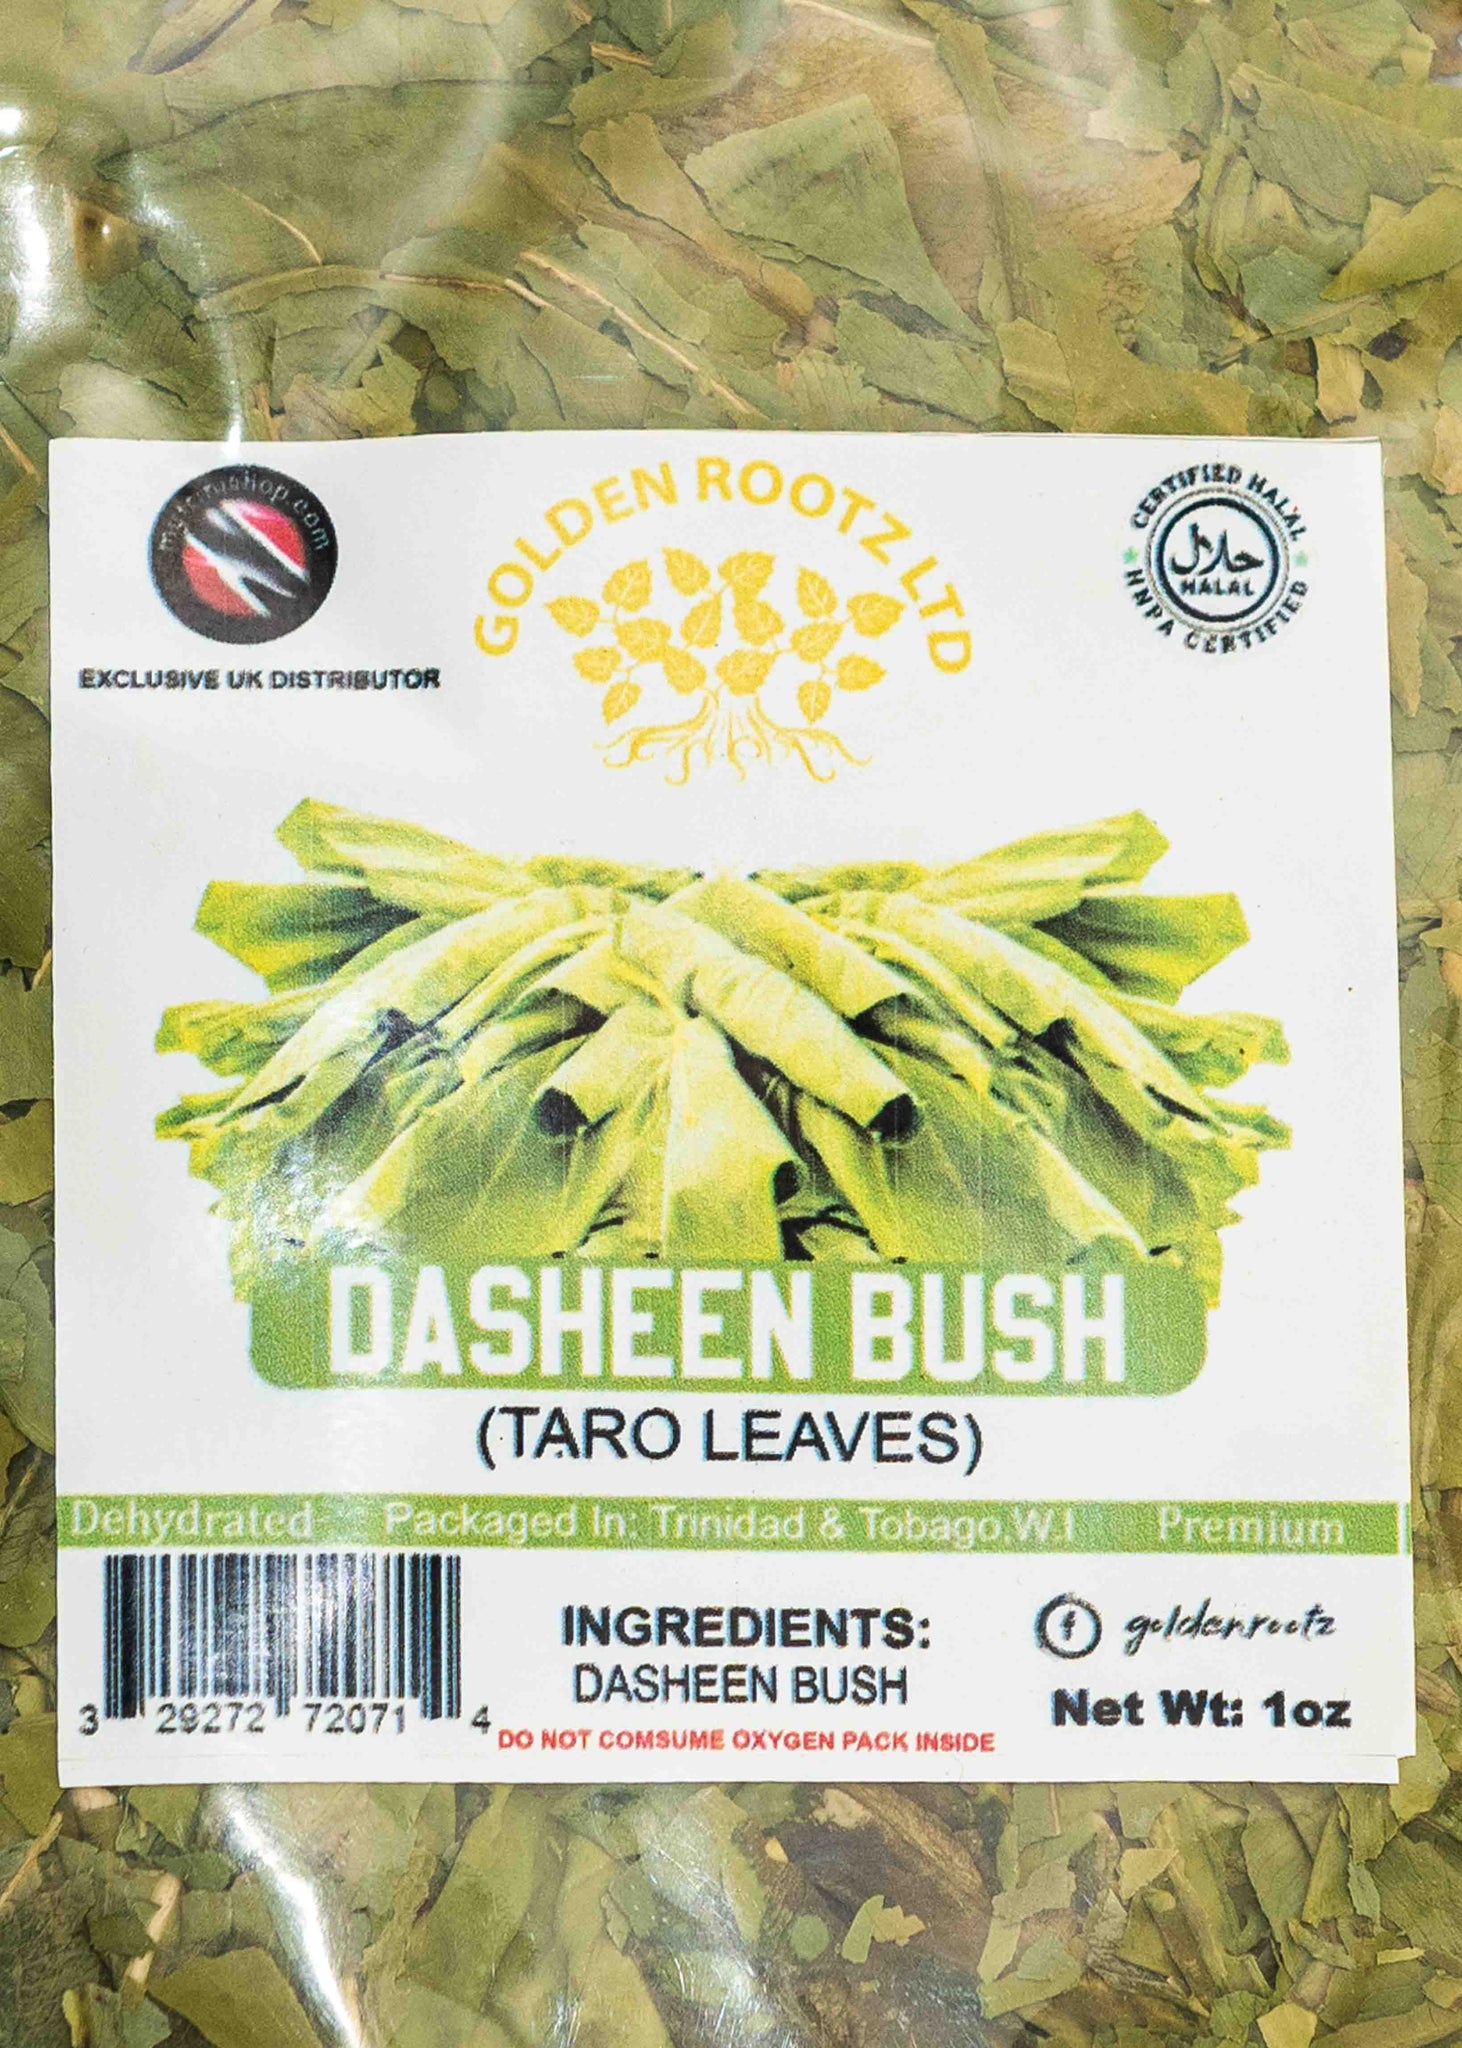 EXCLUSIVE UK DISTRIBUTOR
GOLDEN ROOTZ LTD
CERTIFIED HALAL
حلال
HALAL
HNPA CERTIFIED
DASHEEN BUSH
(TARO LEAVES)
Dehydrated Packaged In: Trinidad & Tobago,W.I Premium
INGREDIENTS:
DASHEEN BUSH
DO NOT COMSUME OXYGEN PACK INSIDE
f goldenrootz
Net Wt: 1oz
3 29272 72071 4